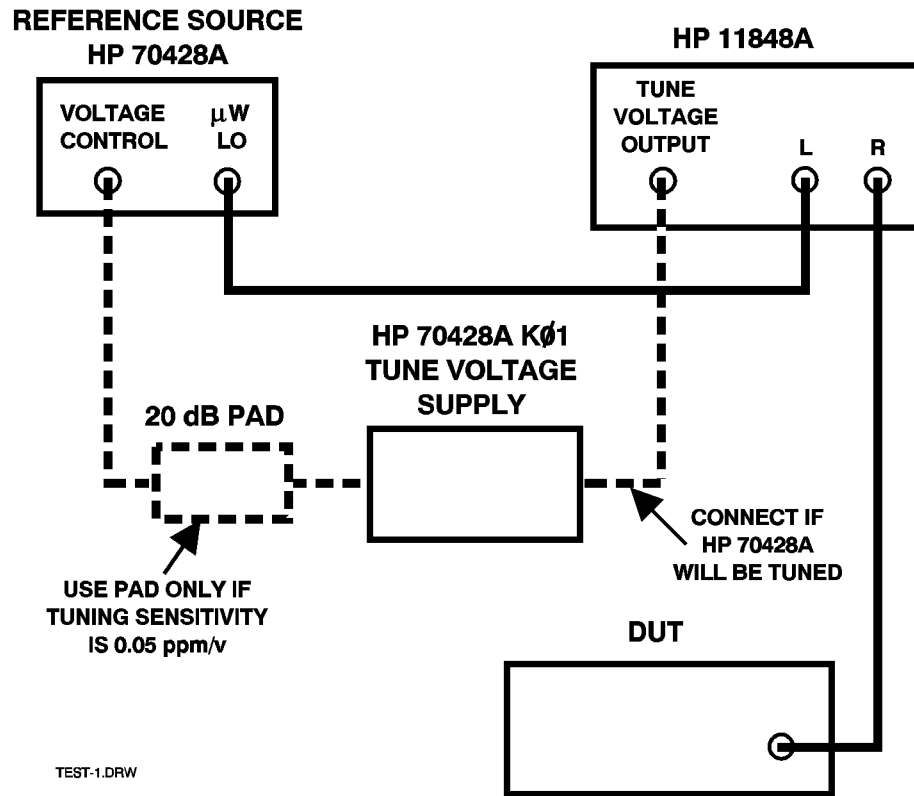 REFERENCE SOURCE
HP 70428A
VOLTAGE
CONTROL
µW
LO
HP 11848A
TUNE
VOLTAGE
OUTPUT
L
R
HP 70428A KØ1
TUNE VOLTAGE
SUPPLY
20 dB PAD
CONNECT IF
HP 70428A
WILL BE TUNED
USE PAD ONLY IF
TUNING SENSITIVITY
IS 0.05 ppm/v
DUT
TEST-1.DRW